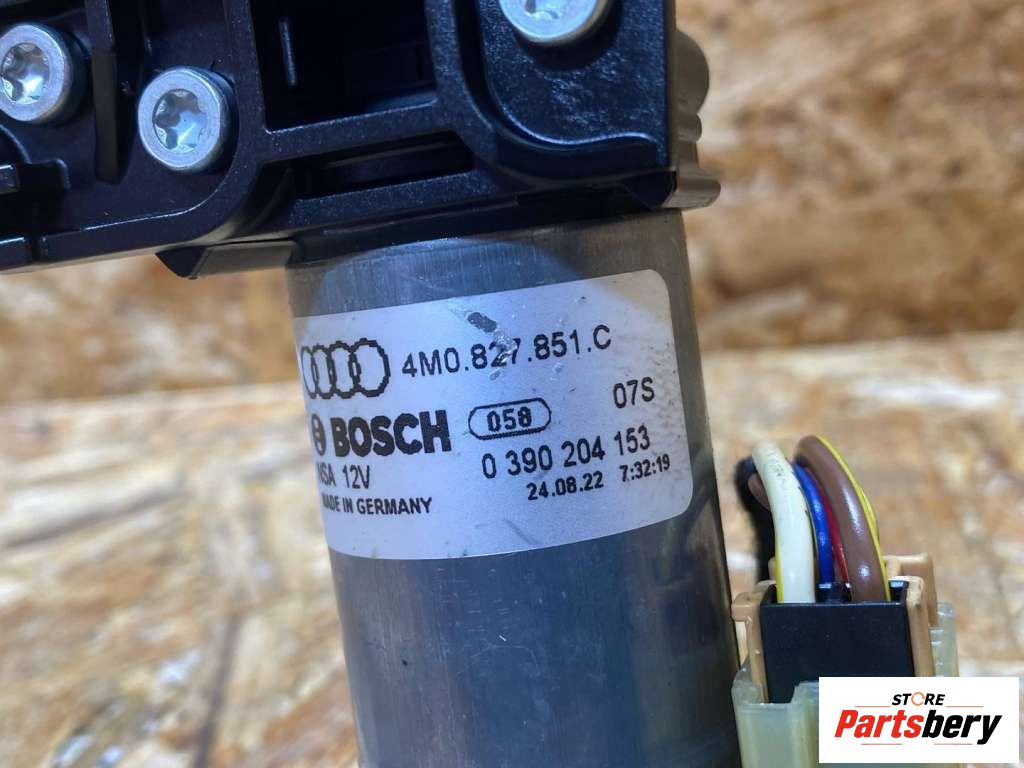 4M0.827.851.C
07S
BOSCH 058
NSA 12V 0 390 204 153
24.08.22 7:32:19
MADE IN GERMANY
STORE
Partsbery